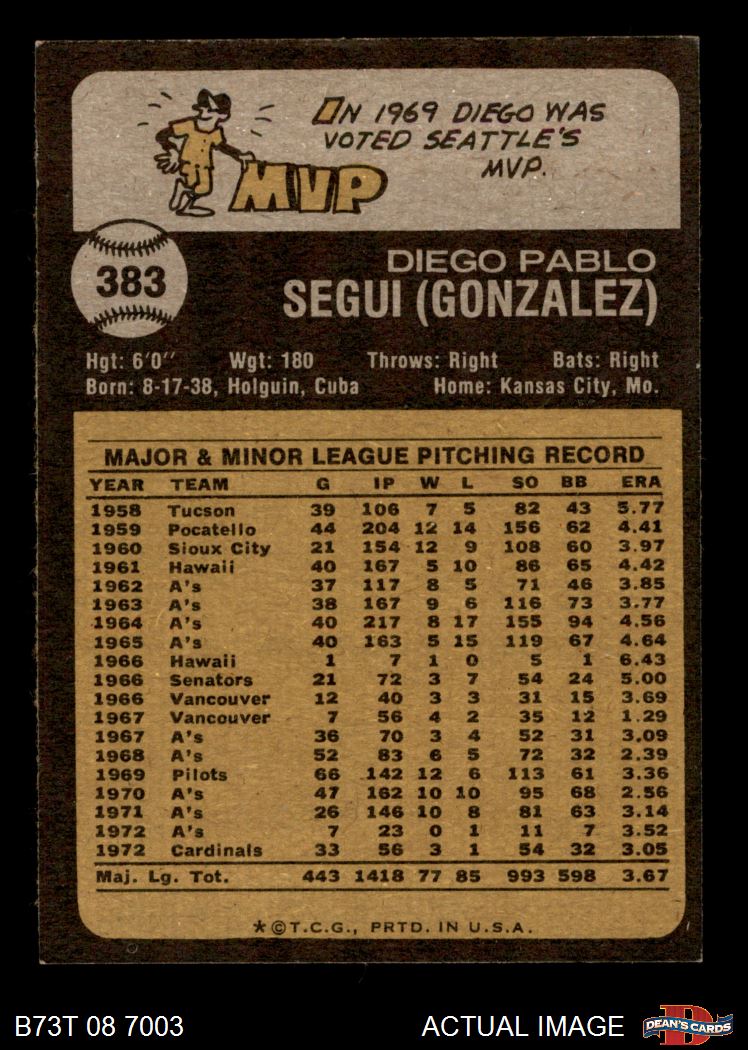 IN 1969 DIEGO WAS
VOTED SEATTLE'S
MVP.
MVP
383
DIEGO PABLO
SEGUI (GONZALEZ)
Hgt: 6'0" Wgt: 180 Throws: Right Bats: Right
Born: 8-17-38, Holguin, Cuba Home: Kansas City, Mo.
MAJOR & MINOR LEAGUE PITCHING RECORD
YEAR TEAM G IP W L SO BB ERA
1958 Tucson 39 106 7 5 82 43 5.77
1959 Pocatello 44 204 12 14 156 62 4.41
1960 Sioux City 21 154 12 9 108 60 3.97
1961 Hawaii 40 167 5 10 86 65 4.42
1962 A's 37 117 8 5 71 46 3.85
1963 A's 38 167 9 6 116 73 3.77
1964 A's 40 217 8 17 155 94 4.56
1965 A's 40 163 5 15 119 67 4.64
1966 Hawaii 1 7 1 0 5 1 6.43
1966 Senators 21 72 3 7 54 24 5.00
1966 Vancouver 12 40 3 3 31 15 3.69
1967 Vancouver 7 56 4 2 35 12 1.29
1967 A's 36 70 3 4 52 31 3.09
1968 A's 52 83 6 5 72 32 2.39
1969 Pilots 66 142 12 6 113 61 3.36
1970 A's 47 162 10 10 95 68 2.56
1971 A's 26 146 10 8 81 63 3.14
1972 A's 7 23 0 1 11 7 3.52
1972 Cardinals 33 56 3 1 54 32 3.05
Maj. Lg. Tot. 443 1418 77 85 993 598 3.67
*©T.C.G., PRTD. IN U.S.A.
B73T 08 7003 ACTUAL IMAGE
D
DEAN'S CARDS